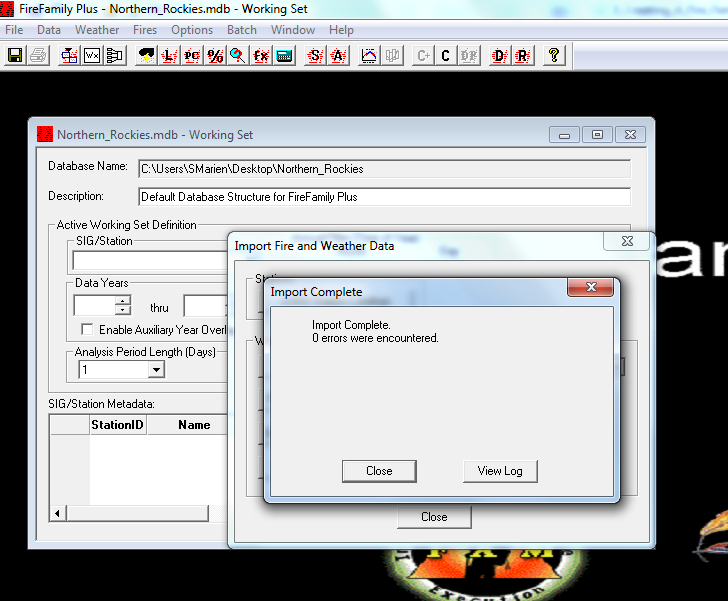 FireFamily Plus - Northern_Rockies.mdb - Working Set
File Data Weather Fires Options Batch Window Help
Northern_Rockies.mdb - Working Set
Database Name: C:\Users\SMarien\Desktop\Northern_Rockies
Description: Default Database Structure for FireFamily Plus
Active Working Set Definition
SIG/Station
Data Years
thru
Enable Auxiliary Year Overl
Analysis Period Length (Days)
1
SIG/Station Metadata:
StationID Name
Import Fire and Weather Data
Import Complete
Import Complete.
0 errors were encountered.
Close View Log
Close
an
FAM
Execution